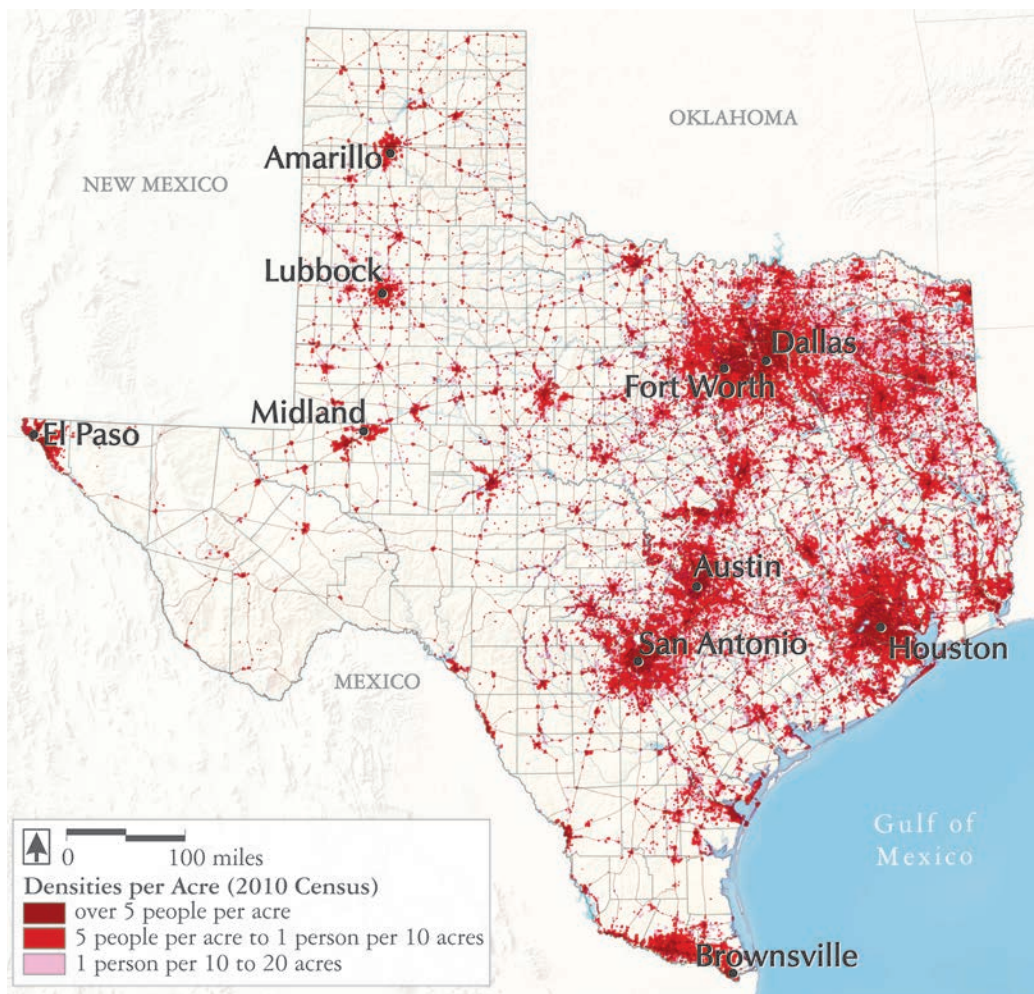 OKLAHOMA
Amarillo
NEW MEXICO
Lubbock
Dallas
Fort Worth
Midland
El Paso
Austin
San Antonio
Houston
MEXICO
Gulf of
Mexico
0 100 miles
Densities per Acre (2010 Census)
over 5 people per acre
5 people per acre to 1 person per 10 acres
1 person per 10 to 20 acres
Brownsville